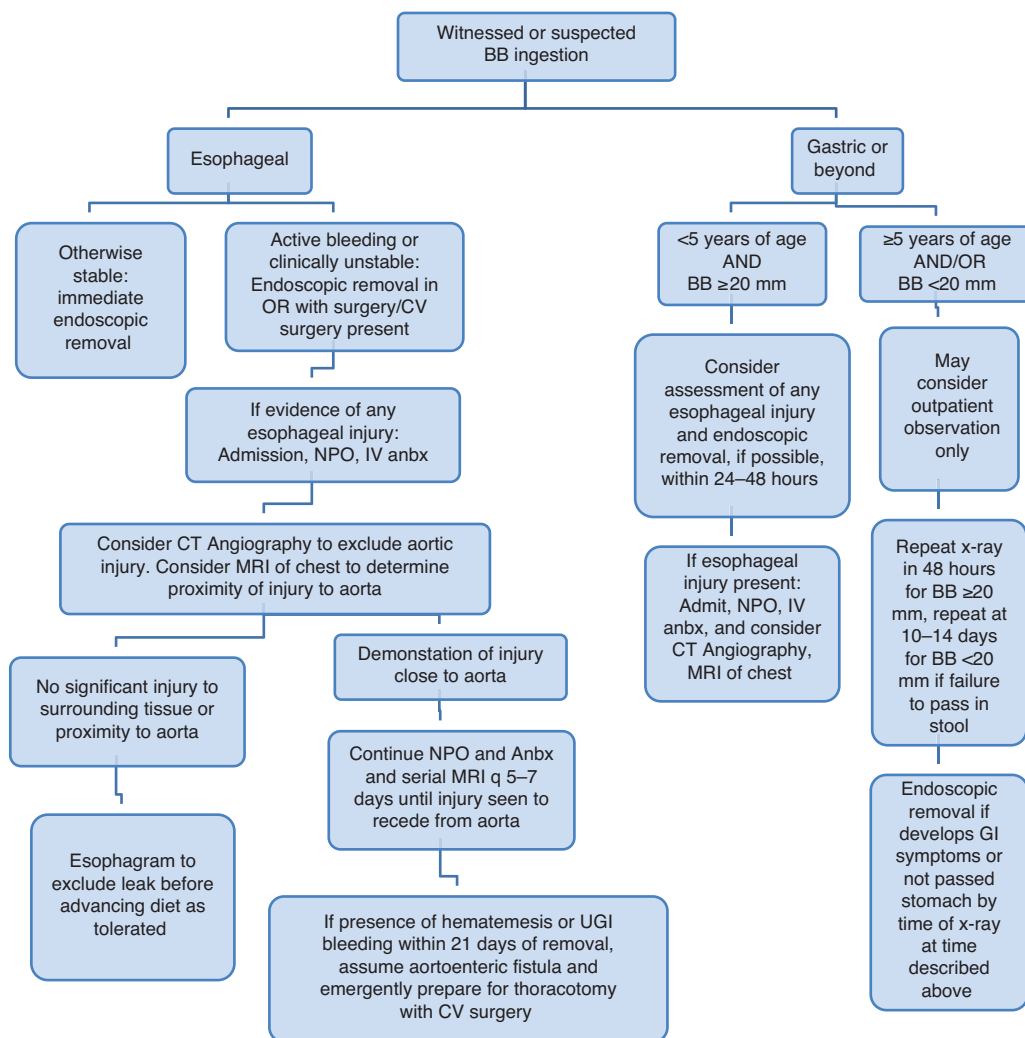 Witnessed or suspected
BB ingestion
Esophageal
Gastric or
beyond
Otherwise
stable:
immediate
endoscopic
removal
Active bleeding or
clinically unstable:
Endoscopic removal in
OR with surgery/CV
surgery present
<5 years of age
AND
BB ≥20 mm
≥5 years of age
AND/OR
BB <20 mm
If evidence of any
esophageal injury:
Admission, NPO, IV anbx
Consider
assessment of any
esophageal injury
and endoscopic
removal, if possible,
within 24–48 hours
May
consider
outpatient
observation
only
Consider CT Angiography to exclude aortic
injury. Consider MRI of chest to determine
proximity of injury to aorta
If esophageal
injury present:
Admit, NPO, IV
anbx, and consider
CT Angiography,
MRI of chest
Repeat x-ray
in 48 hours
for BB ≥20
mm, repeat at
10–14 days
for BB <20
mm if failure
to pass in
stool
No significant injury to
surrounding tissue or
proximity to aorta
Demonstation of injury
close to aorta
Continue NPO and Anbx
and serial MRI q 5–7
days until injury seen to
recede from aorta
Esophagram to
exclude leak before
advancing diet as
tolerated
If presence of hematemesis or UGI
bleeding within 21 days of removal,
assume aortoenteric fistula and
emergently prepare for thoracotomy
with CV surgery
Endoscopic
removal if
develops GI
symptoms or
not passed
stomach by
time of x-ray
at time
described
above